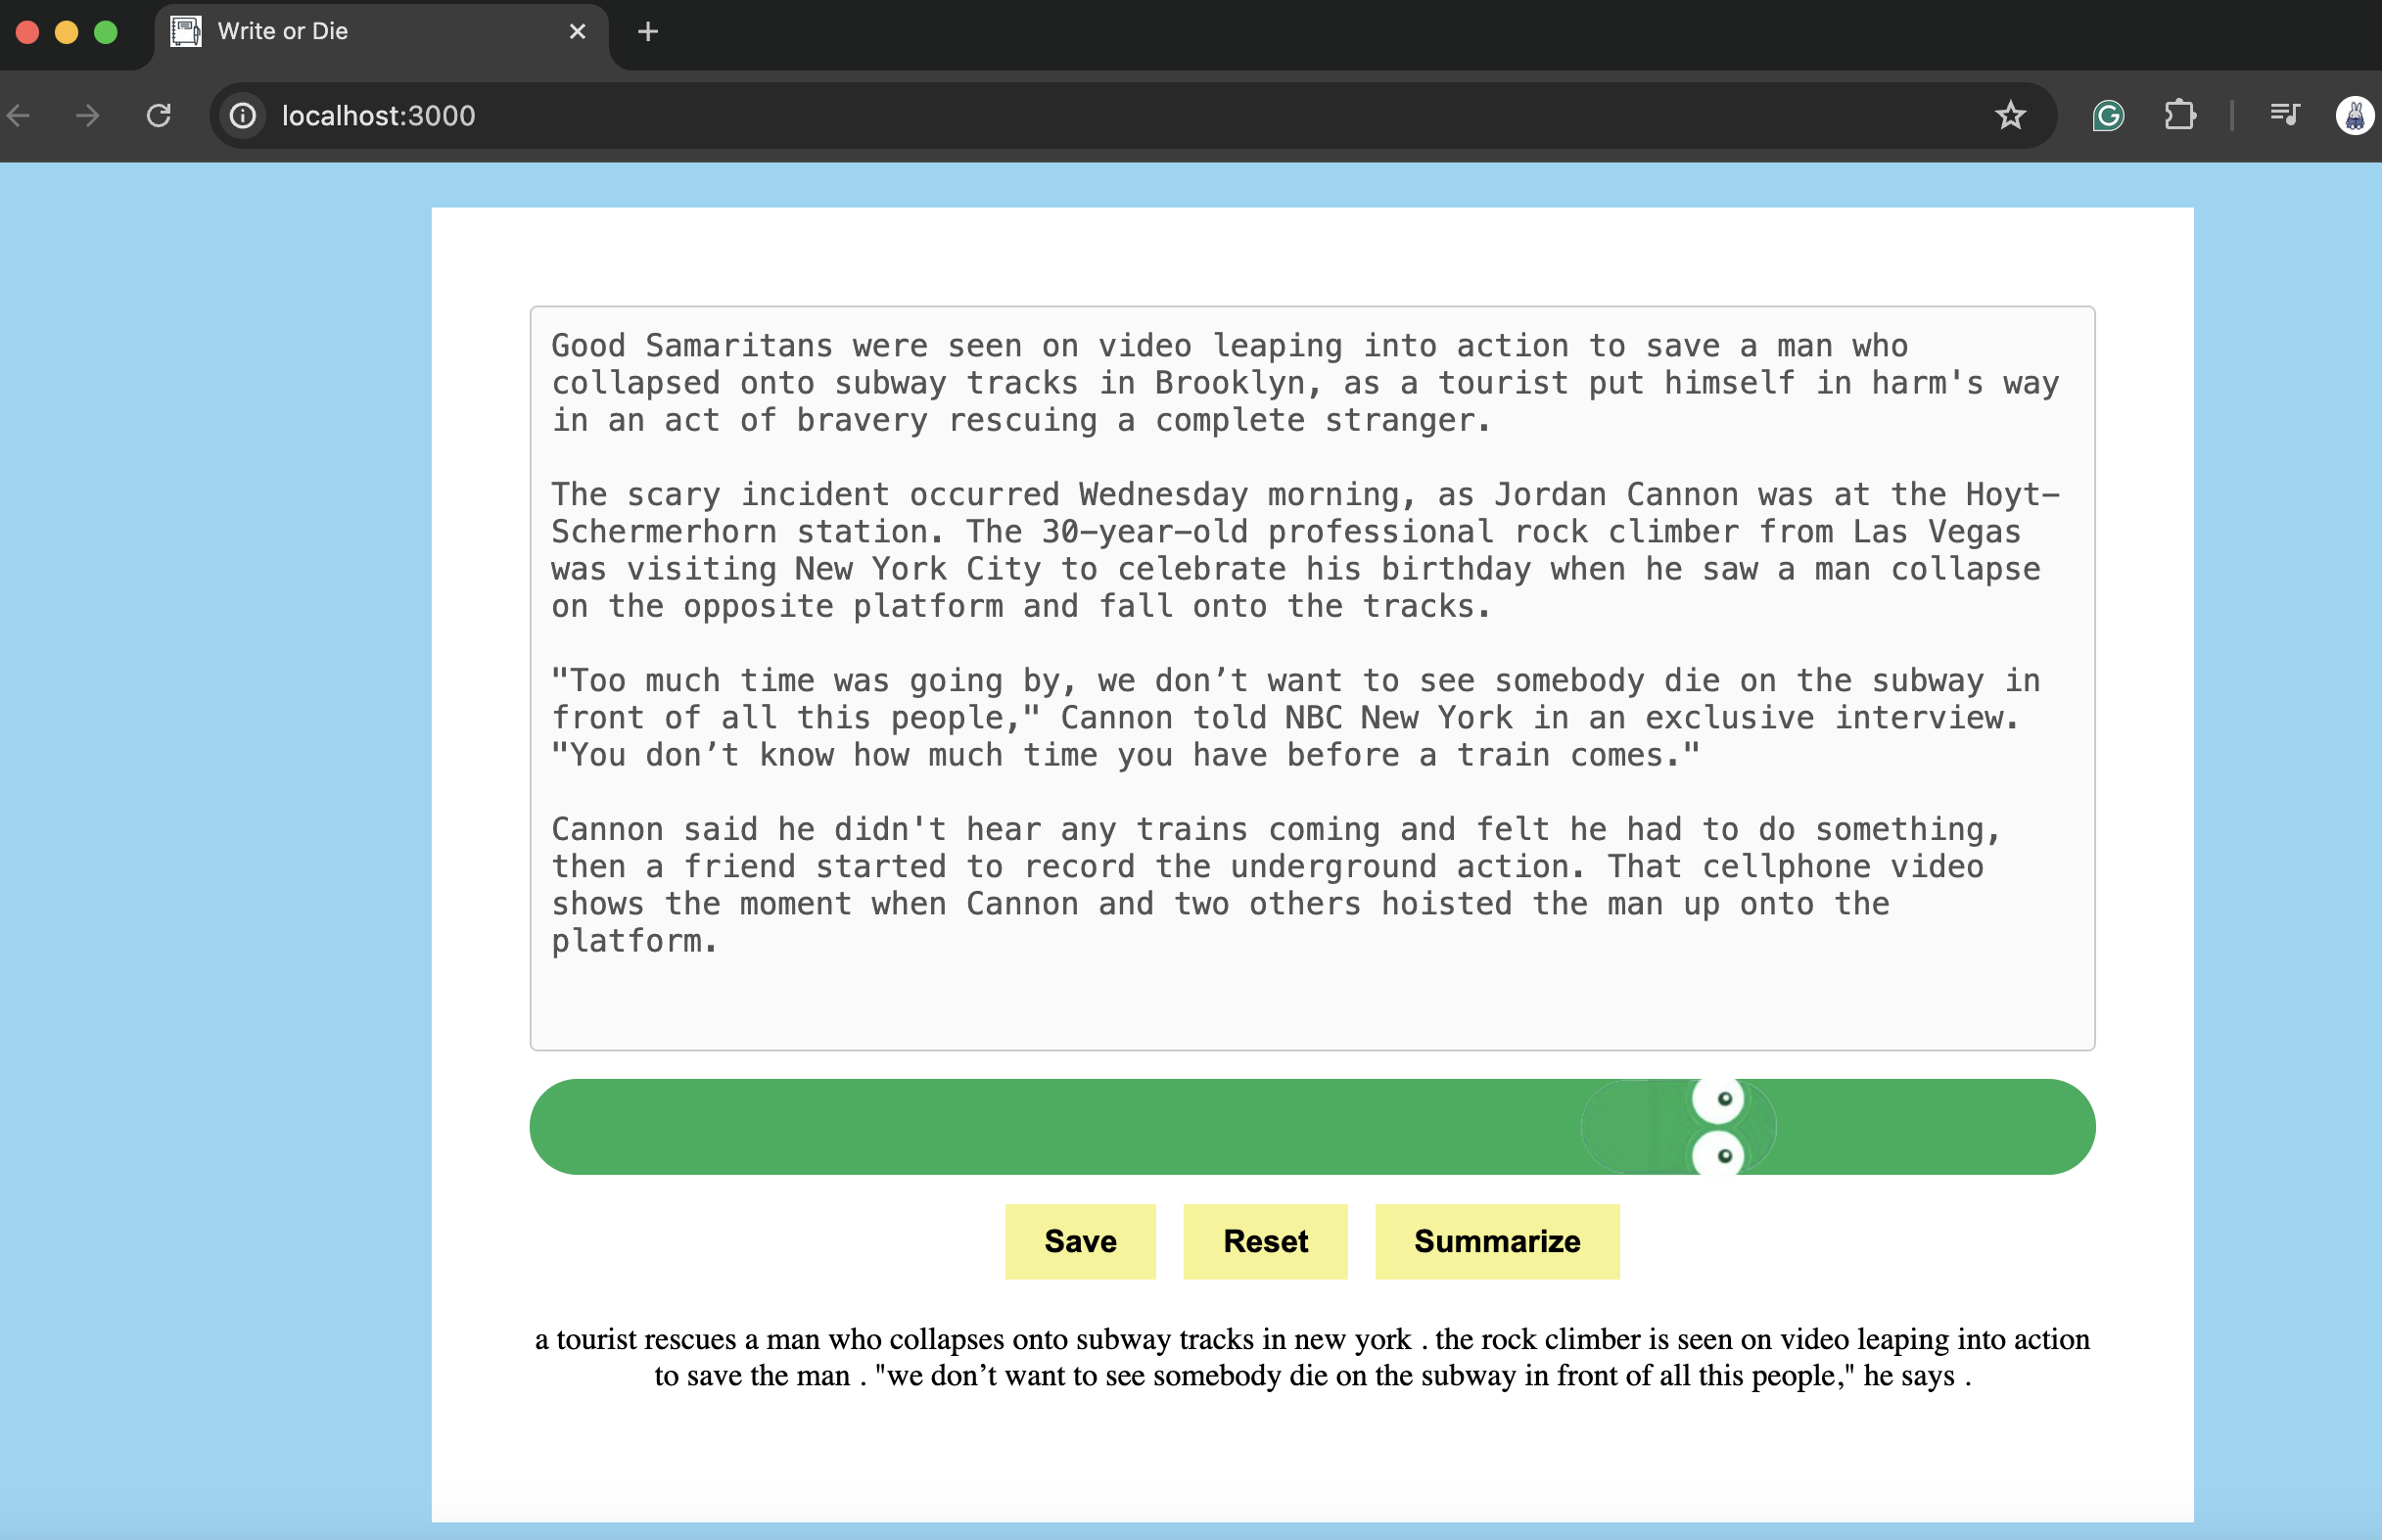 Write or Die
localhost:3000
Good Samaritans were seen on video leaping into action to save a man who
collapsed onto subway tracks in Brooklyn, as a tourist put himself in harm's way
in an act of bravery rescuing a complete stranger.
The scary incident occurred Wednesday morning, as Jordan Cannon was at the Hoyt-
Schermerhorn station. The 30-year-old professional rock climber from Las Vegas
was visiting New York City to celebrate his birthday when he saw a man collapse
on the opposite platform and fall onto the tracks.
"Too much time was going by, we don’t want to see somebody die on the subway in
front of all this people," Cannon told NBC New York in an exclusive interview.
"You don’t know how much time you have before a train comes."
Cannon said he didn't hear any trains coming and felt he had to do something,
then a friend started to record the underground action. That cellphone video
shows the moment when Cannon and two others hoisted the man up onto the
platform.
Save Reset Summarize
a tourist rescues a man who collapses onto subway tracks in new york . the rock climber is seen on video leaping into action
to save the man . "we don’t want to see somebody die on the subway in front of all this people," he says .